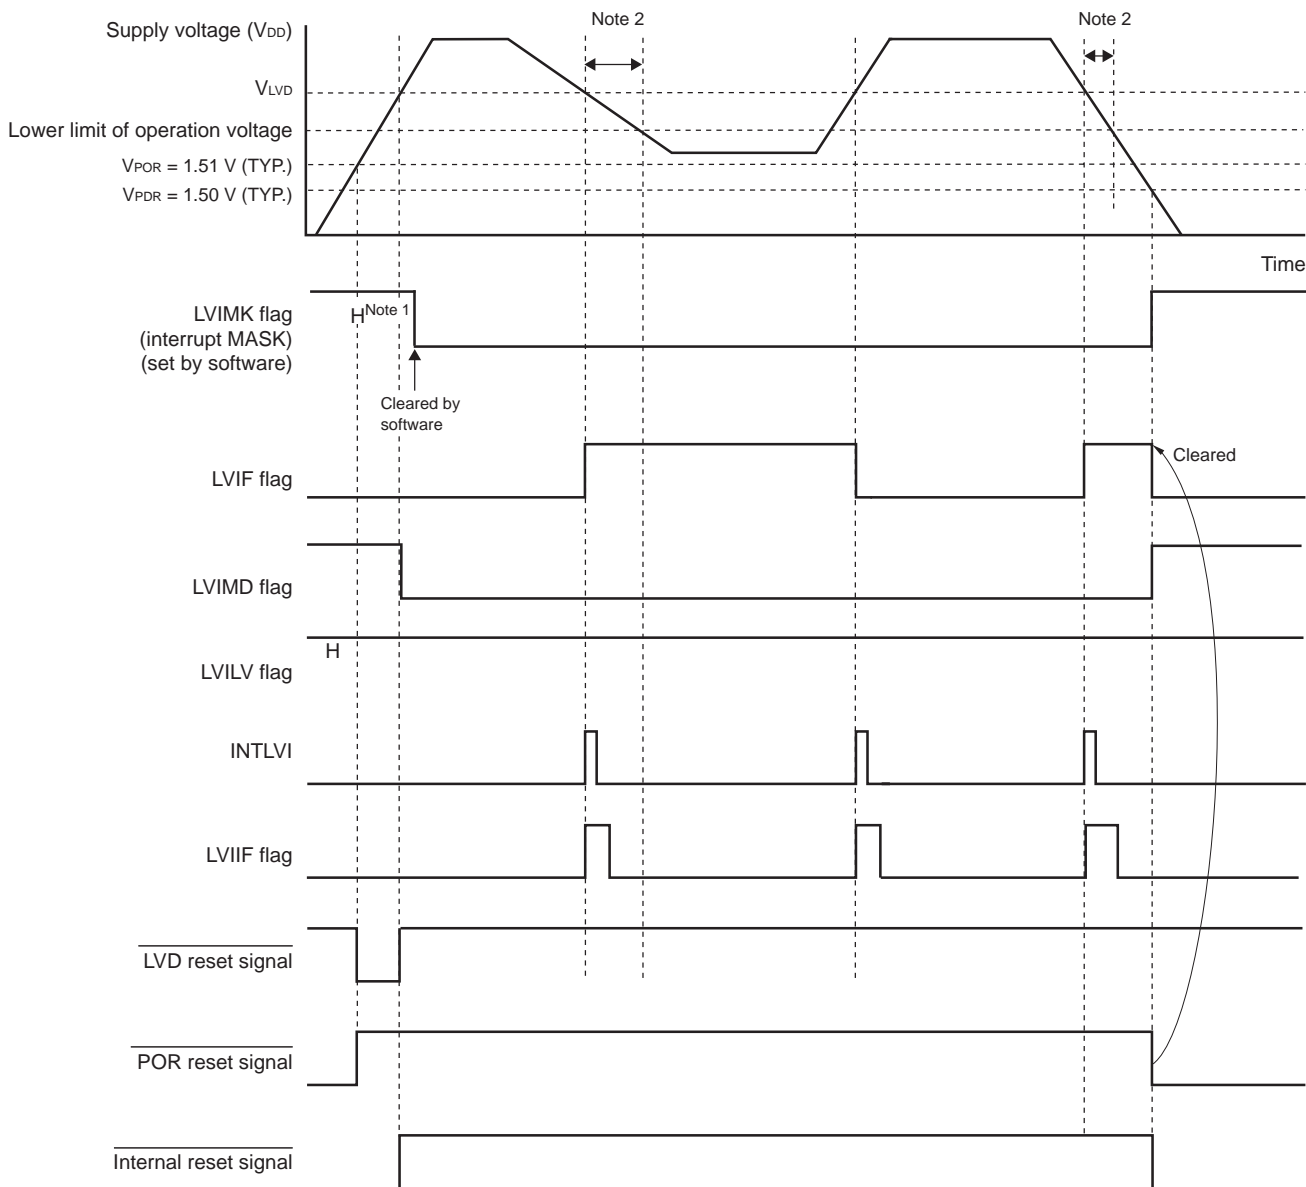 Note 2
Note 2
Supply voltage (VDD)
VLVD
Lower limit of operation voltage
VPOR = 1.51 V (TYP.)
VPDR = 1.50 V (TYP.)
Time
LVIMK flag
(interrupt MASK)
(set by software)
H Note 1
Cleared by
software
LVIF flag
Cleared
LVIMD flag
H
LVILV flag
INTLVI
LVIIF flag
LVD reset signal
POR reset signal
Internal reset signal